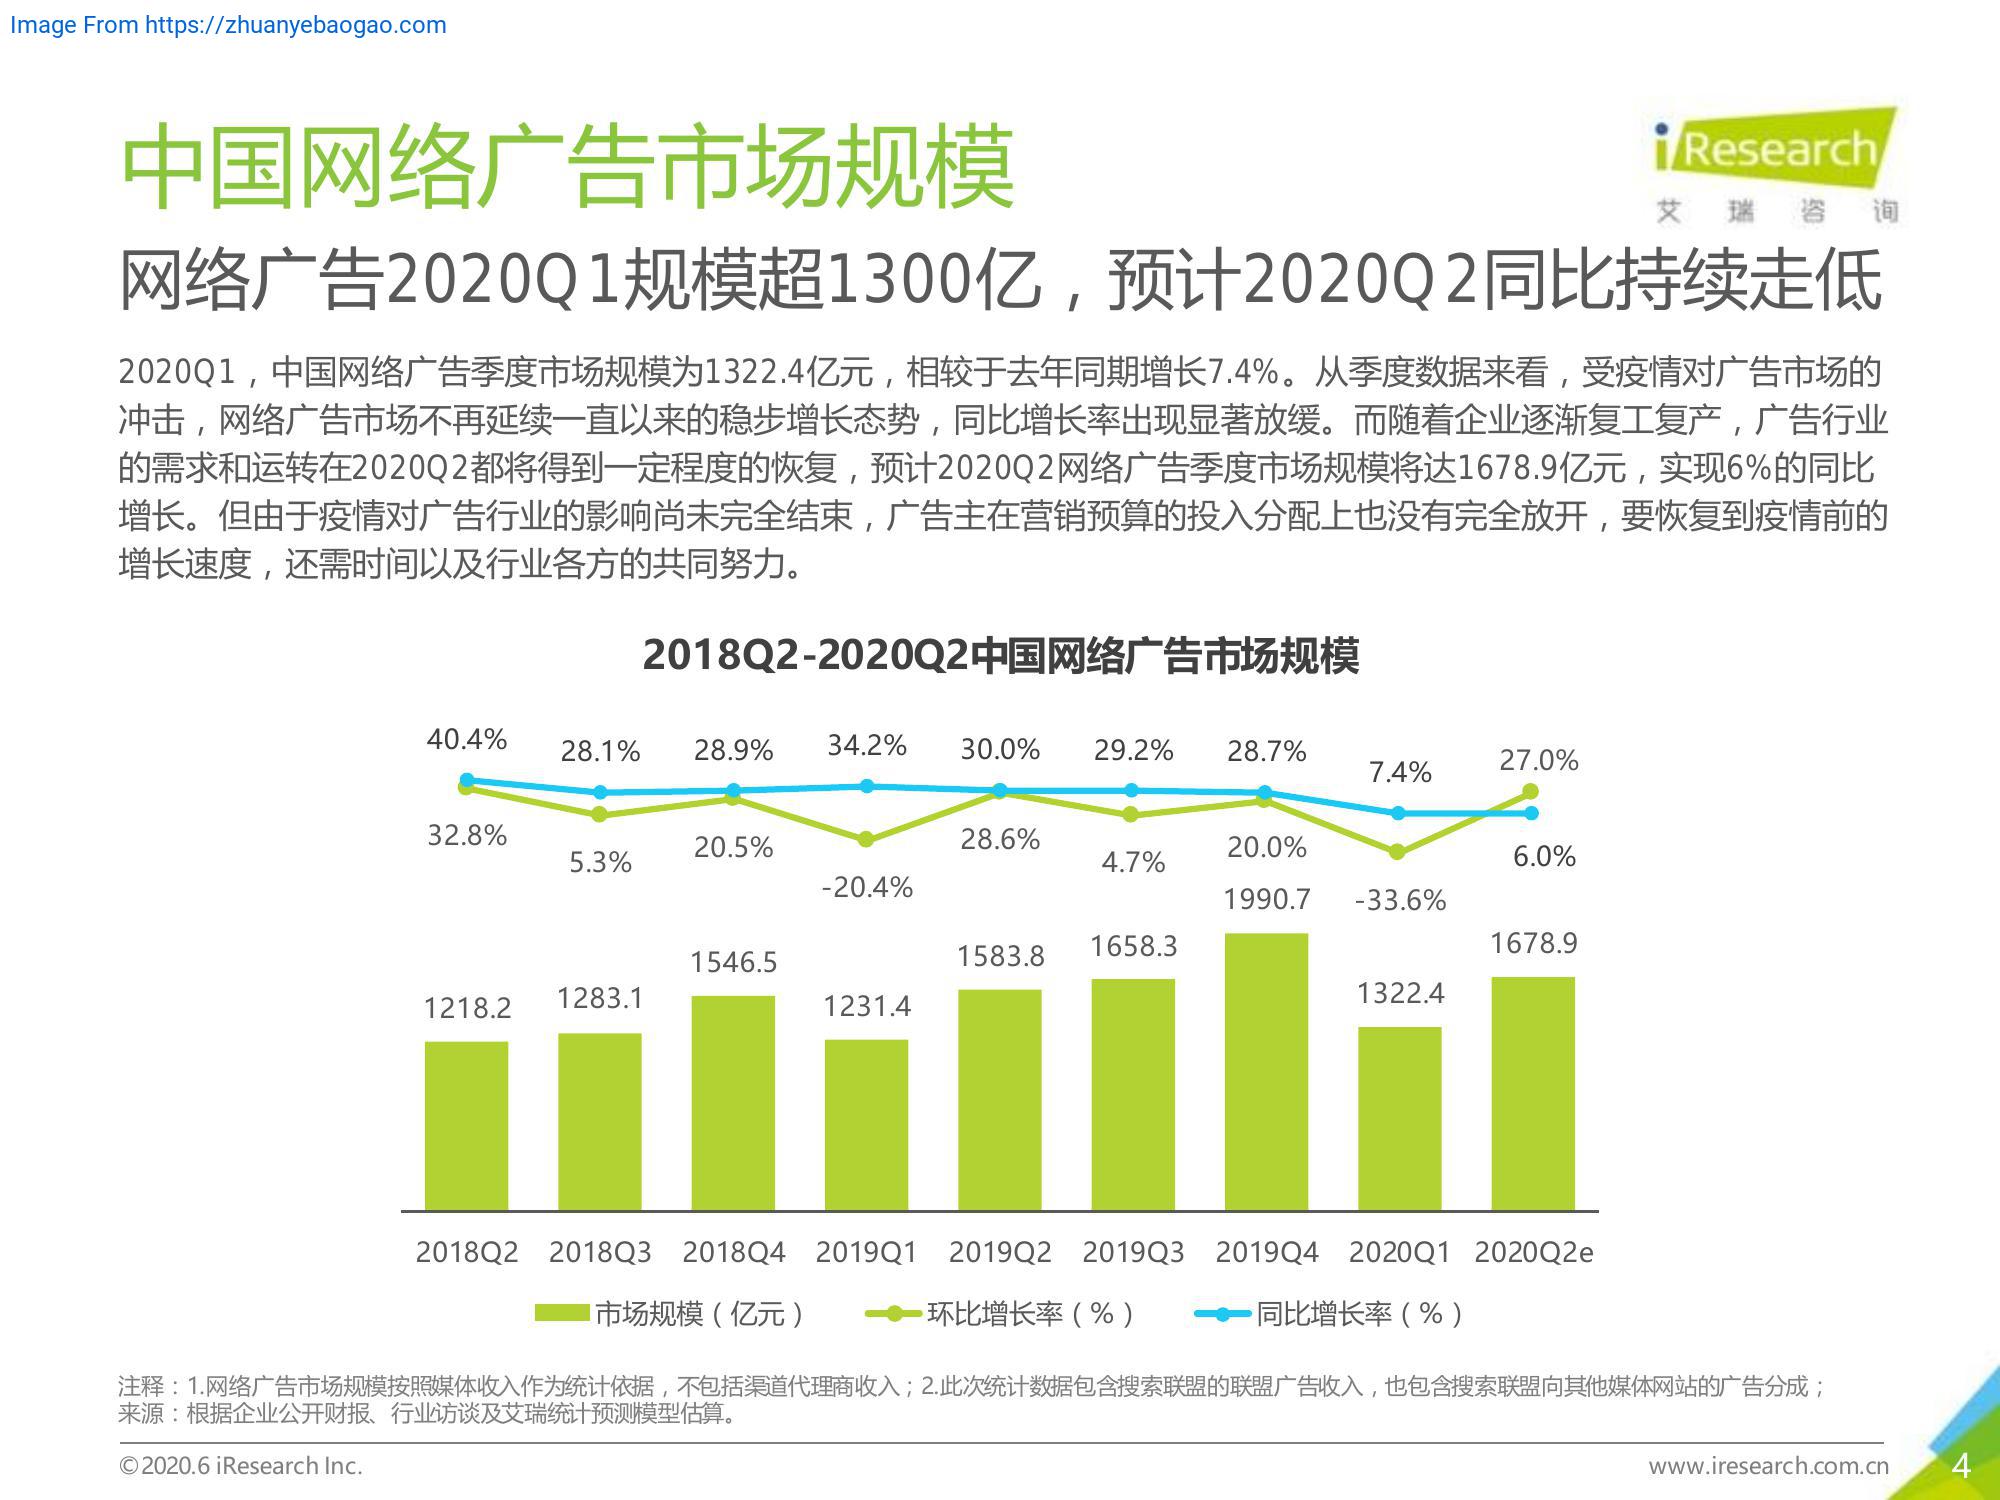 Image From https://zhuanyebaogao.com
中国网络广告市场规模
iResearch
艾 瑞 咨 询
网络广告2020Q1规模超1300亿，预计2020Q2同比持续走低
2020Q1，中国网络广告季度市场规模为1322.4亿元，相较于去年同期增长7.4%。从季度数据来看，受疫情对广告市场的
冲击，网络广告市场不再延续一直以来的稳步增长态势，同比增长率出现显著放缓。而随着企业逐渐复工复产，广告行业
的需求和运转在2020Q2都将得到一定程度的恢复，预计2020Q2网络广告季度市场规模将达1678.9亿元，实现6%的同比
增长。但由于疫情对广告行业的影响尚未完全结束，广告主在营销预算的投入分配上也没有完全放开，要恢复到疫情前的
增长速度，还需时间以及行业各方的共同努力。
2018Q2-2020Q2中国网络广告市场规模
40.4% 28.1% 28.9% 34.2% 30.0% 29.2% 28.7% 7.4% 27.0%
32.8% 5.3% 20.5% -20.4% 28.6% 4.7% 20.0% -33.6% 6.0%
1218.2 1283.1 1546.5 1231.4 1583.8 1658.3 1990.7 1322.4 1678.9
2018Q2 2018Q3 2018Q4 2019Q1 2019Q2 2019Q3 2019Q4 2020Q1 2020Q2e
市场规模（亿元） 环比增长率（%） 同比增长率（%）
注释：1.网络广告市场规模按照媒体收入作为统计依据，不包括渠道代理商收入；2.此次统计数据包含搜索联盟的联盟广告收入，也包含搜索联盟向其他媒体网站的广告分成；
来源：根据企业公开财报、行业访谈及艾瑞统计预测模型估算。
©2020.6 iResearch Inc.
www.iresearch.com.cn
4